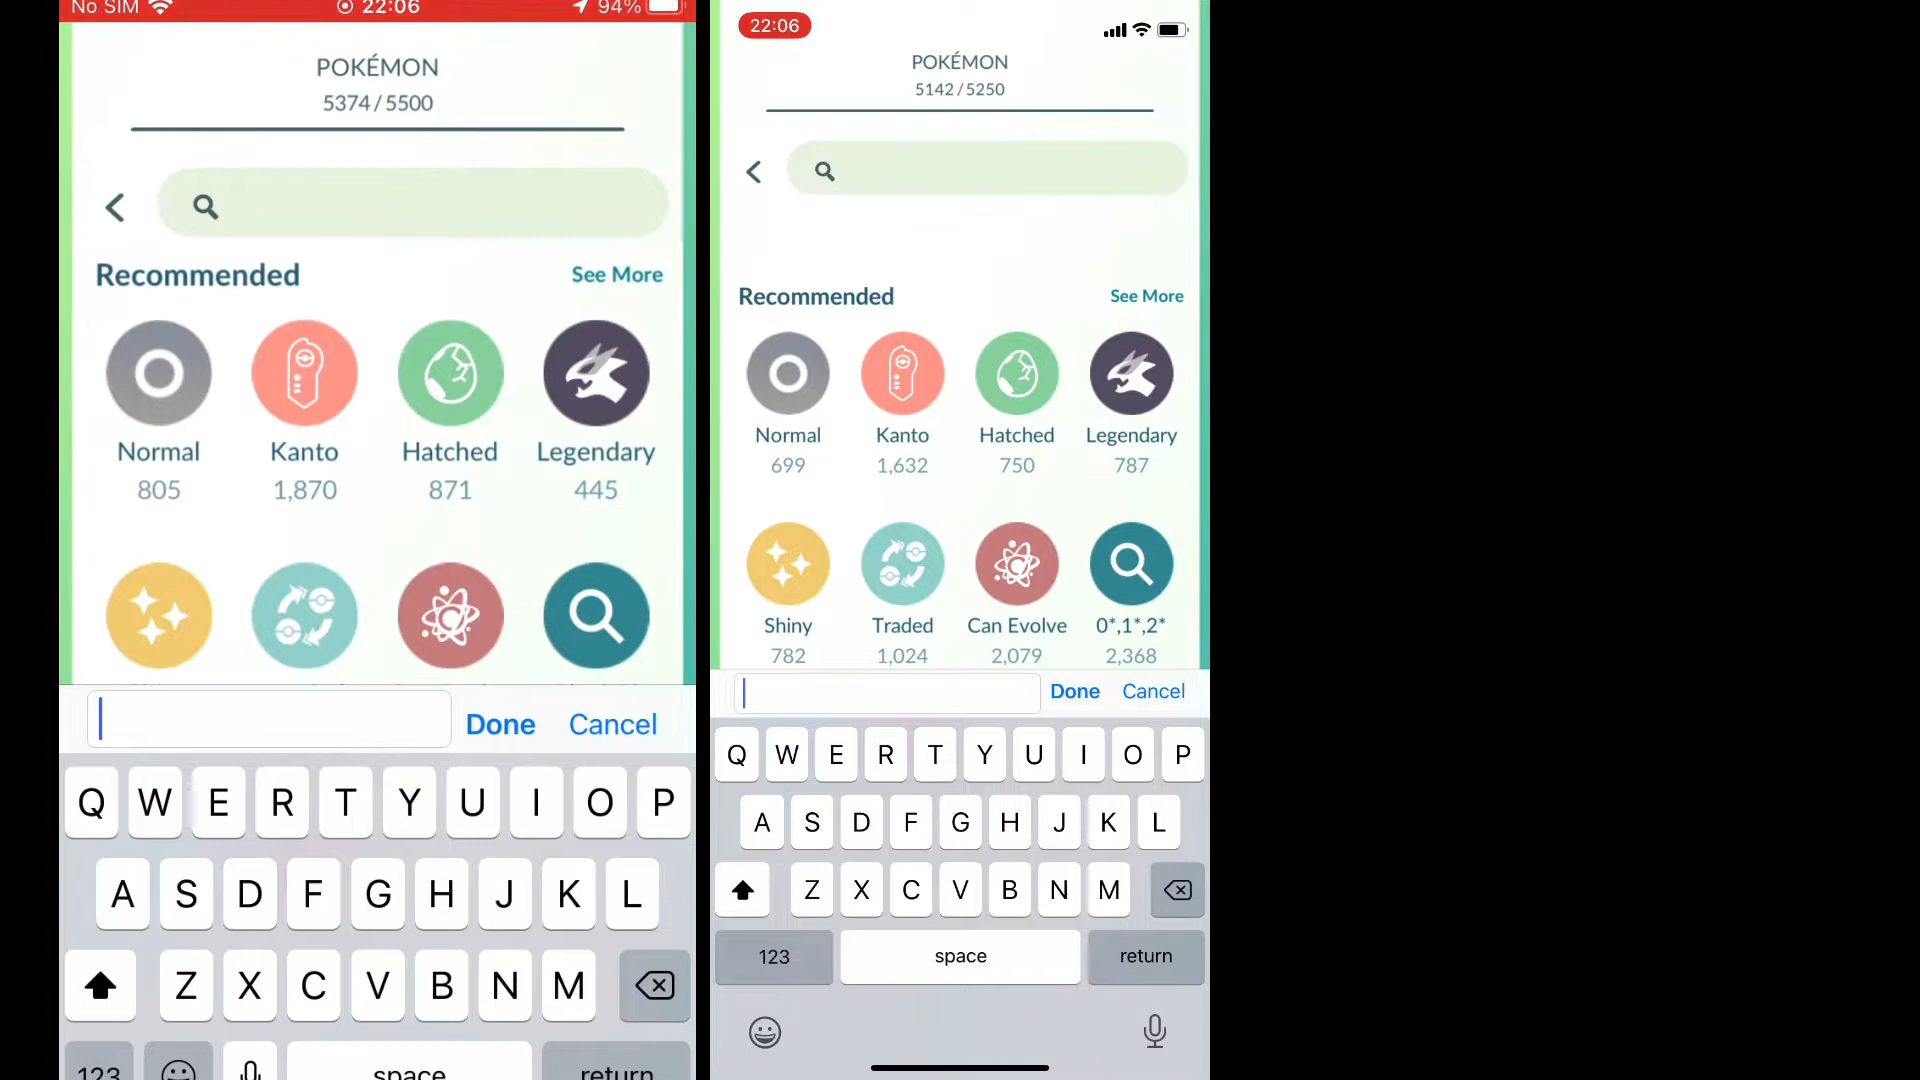 No SIM 22:06 94%
POKÉMON
5374/5500
Recommended See More
Normal Kanto Hatched Legendary
805 1,870 871 445
Done Cancel
Q W E R T Y U I O P
A S D F G H J K L
Z X C V B N M
123 space return
22:06
POKÉMON
5142/5250
Recommended See More
Normal Kanto Hatched Legendary
699 1,632 750 787
Shiny Traded Can Evolve 0*,1*,2*
782 1,024 2,079 2,368
Done Cancel
Q W E R T Y U I O P
A S D F G H J K L
Z X C V B N M
123 space return